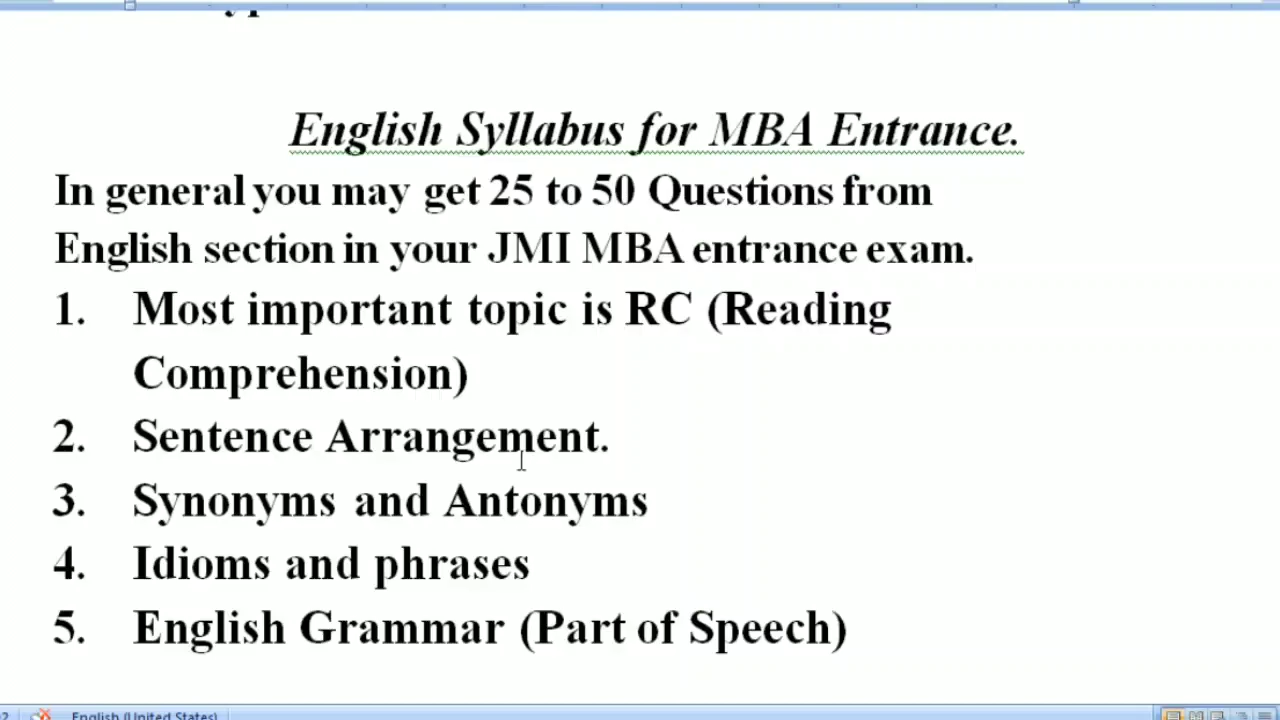 English Syllabus for MBA Entrance.
In general you may get 25 to 50 Questions from
English section in your JMI MBA entrance exam.
1. Most important topic is RC (Reading
Comprehension)
2. Sentence Arrangement.
3. Synonyms and Antonyms
4. Idioms and phrases
5. English Grammar (Part of Speech)
English (United States)